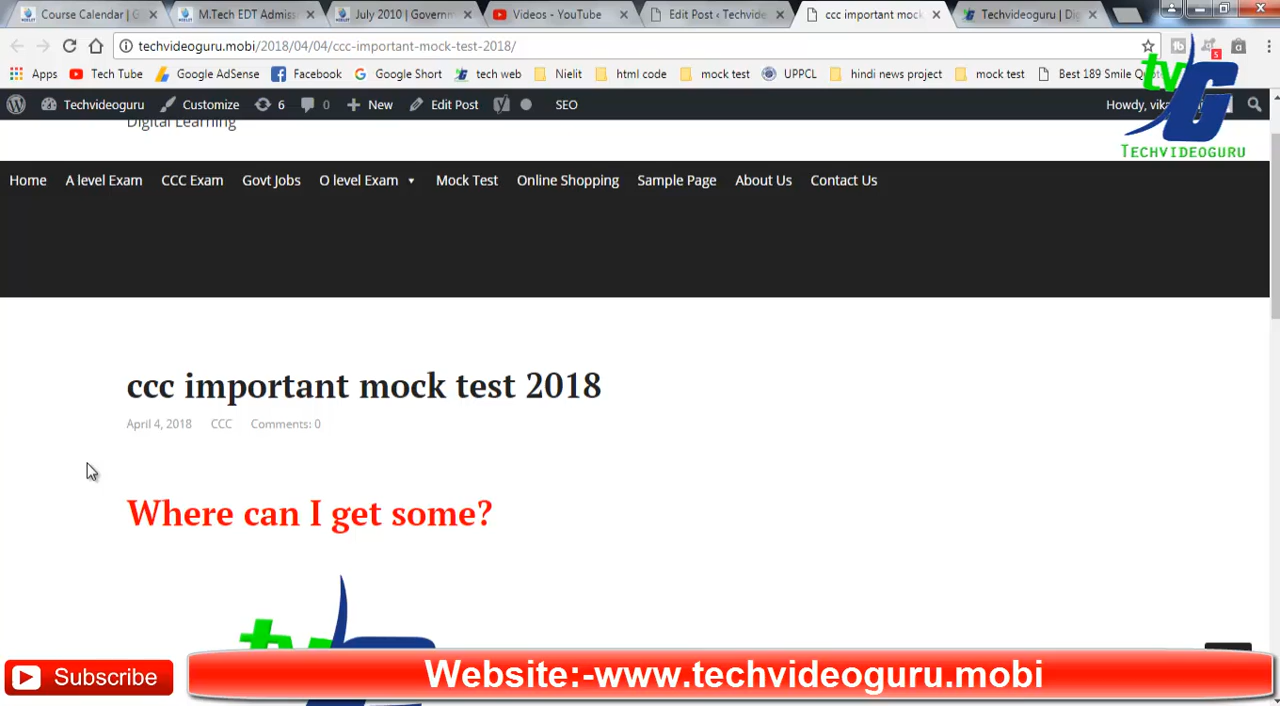 Course Calendar | G
M.Tech EDT Admiss
July 2010 | Governm
Videos - YouTube
Edit Post ‹ Techvide
ccc important mock
Techvideoguru | Di
techvideoguru.mobi/2018/04/04/ccc-important-mock-test-2018/
Apps
Tech Tube
Google AdSense
Facebook
Google Short
tech web
Nielit
html code
mock test
UPPCL
hindi news project
mock test
Best 189 Smile Quo
Techvideoguru
Customize
6
0
New
Edit Post
SEO
Howdy, vik
tvG
TECHVIDEOGURU
Digital Learning
Home
A level Exam
CCC Exam
Govt Jobs
O level Exam
Mock Test
Online Shopping
Sample Page
About Us
Contact Us
ccc important mock test 2018
April 4, 2018
CCC
Comments: 0
Where can I get some?
Subscribe
Website:-www.techvideoguru.mobi